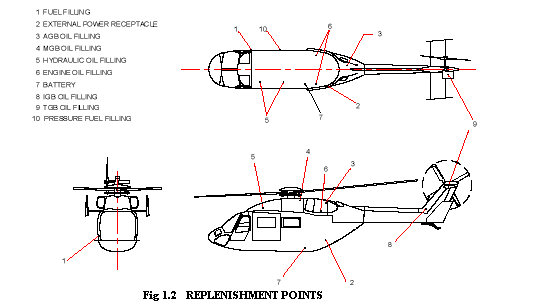 1 FUEL FILLING
2 EXTERNAL POWER RECEPTACLE
3 AGB OIL FILLING
4 MGB OIL FILLING
5 HYDRAULIC OIL FILLING
6 ENGINE OIL FILLING
7 BATTERY
8 IGB OIL FILLING
9 TGB OIL FILLING
10 PRESSURE FUEL FILLING
1 10 6 3
5 7 2
9
5 4 6 3
1
8
7 2
Fig 1.2 REPLENISHMENT POINTS